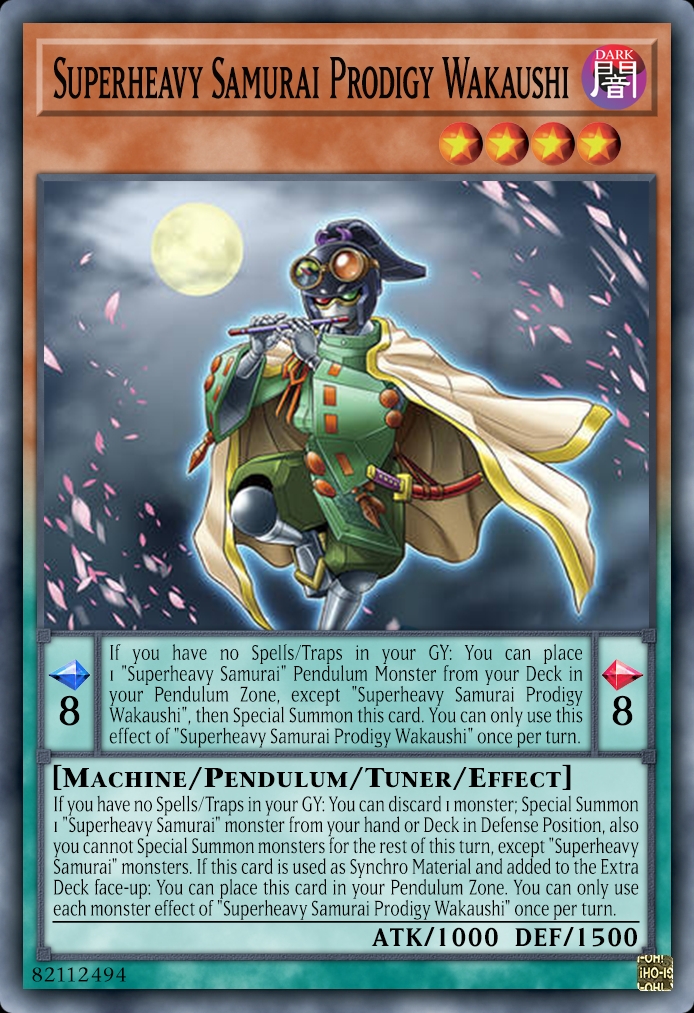 SUPERHEAVY SAMURAI PRODIGY WAKAUSHI
DARK
闇
If you have no Spells/Traps in your GY: You can place
1 "Superheavy Samurai" Pendulum Monster from your Deck in
your Pendulum Zone, except "Superheavy Samurai Prodigy
Wakaushi", then Special Summon this card. You can only use this
effect of "Superheavy Samurai Prodigy Wakaushi" once per turn.
8
8
[MACHINE/PENDULUM/TUNER/EFFECT]
If you have no Spells/Traps in your GY: You can discard 1 monster; Special Summon
1 "Superheavy Samurai" monster from your hand or Deck in Defense Position, also
you cannot Special Summon monsters for the rest of this turn, except "Superheavy
Samurai" monsters. If this card is used as Synchro Material and added to the Extra
Deck face-up: You can place this card in your Pendulum Zone. You can only use
each monster effect of "Superheavy Samurai Prodigy Wakaushi" once per turn.
ATK/1000 DEF/1500
82112494